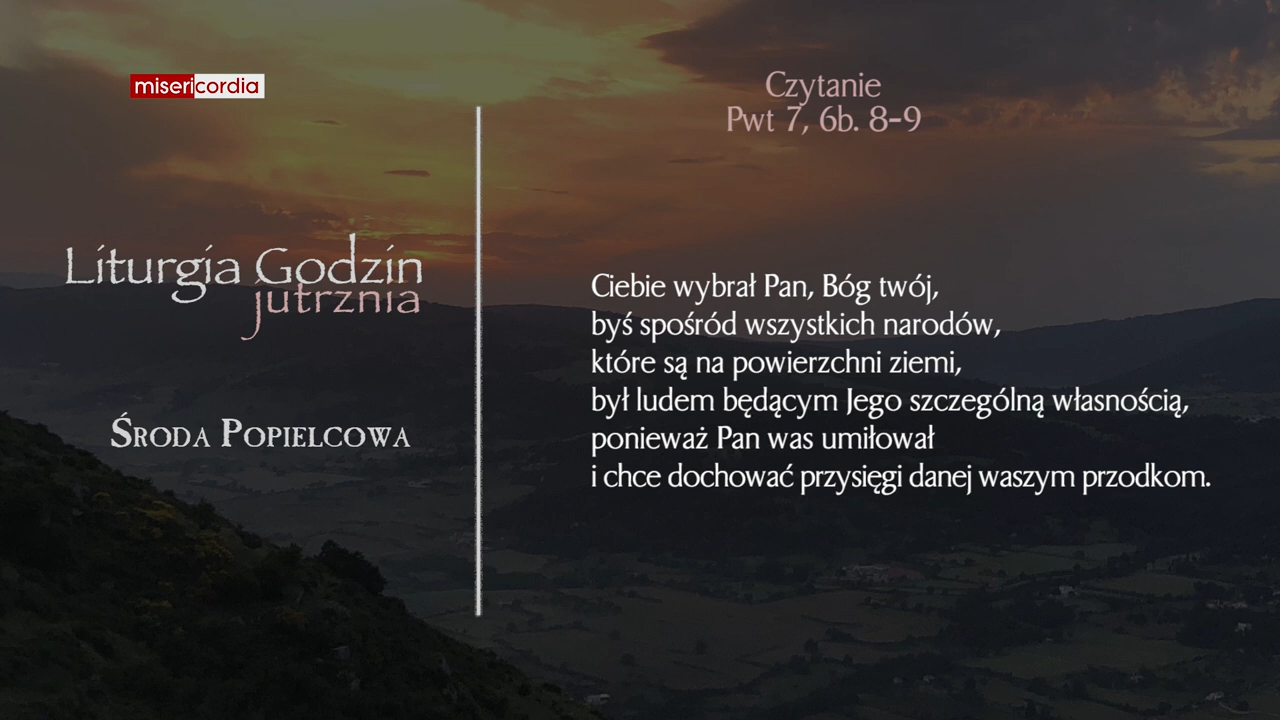 misericordia
Liturgia Godzin
jutrznia
Środa Popielcowa
Czytanie
Pwt 7, 6b. 8-9
Ciebie wybrał Pan, Bóg twój,
byś spośród wszystkich narodów,
które są na powierzchni ziemi,
był ludem będącym Jego szczególną własnością,
ponieważ Pan was umiłował
i chce dochować przysięgi danej waszym przodkom.